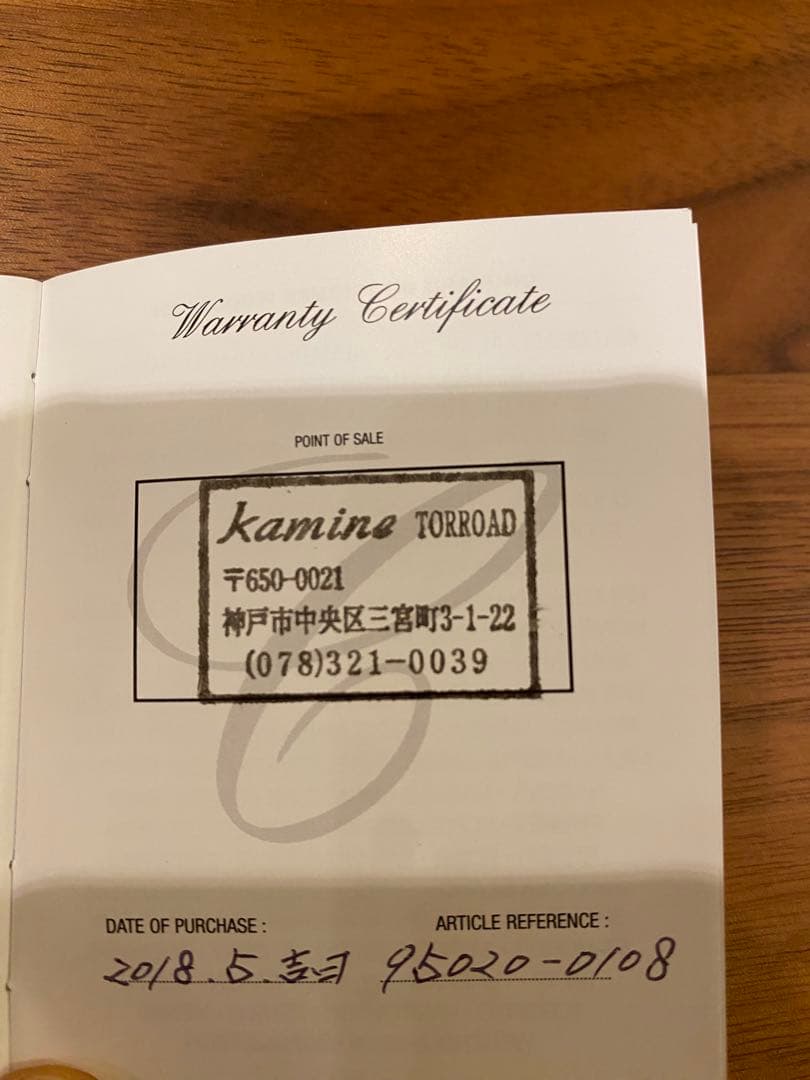 Warranty Certificate
POINT OF SALE
kamine TORROAD
〒650-0021
神戸市中央区三宮町3-1-22
(078)321-0039
DATE OF PURCHASE : ARTICLE REFERENCE :
2018.5.吉日 95020-0108